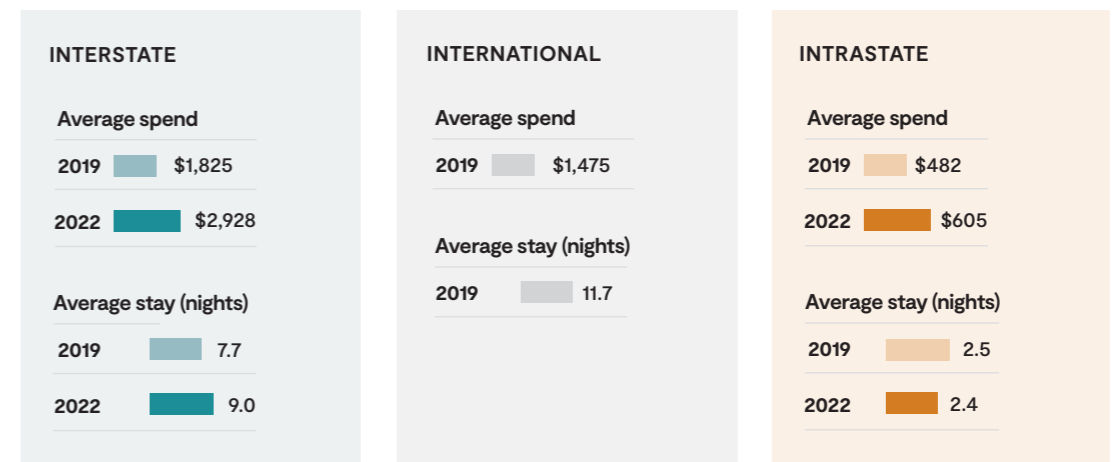 INTERSTATE
Average spend
2019 $1,825
2022 $2,928
Average stay (nights)
2019 7.7
2022 9.0
INTERNATIONAL
Average spend
2019 $1,475
Average stay (nights)
2019 11.7
INTRASTATE
Average spend
2019 $482
2022 $605
Average stay (nights)
2019 2.5
2022 2.4